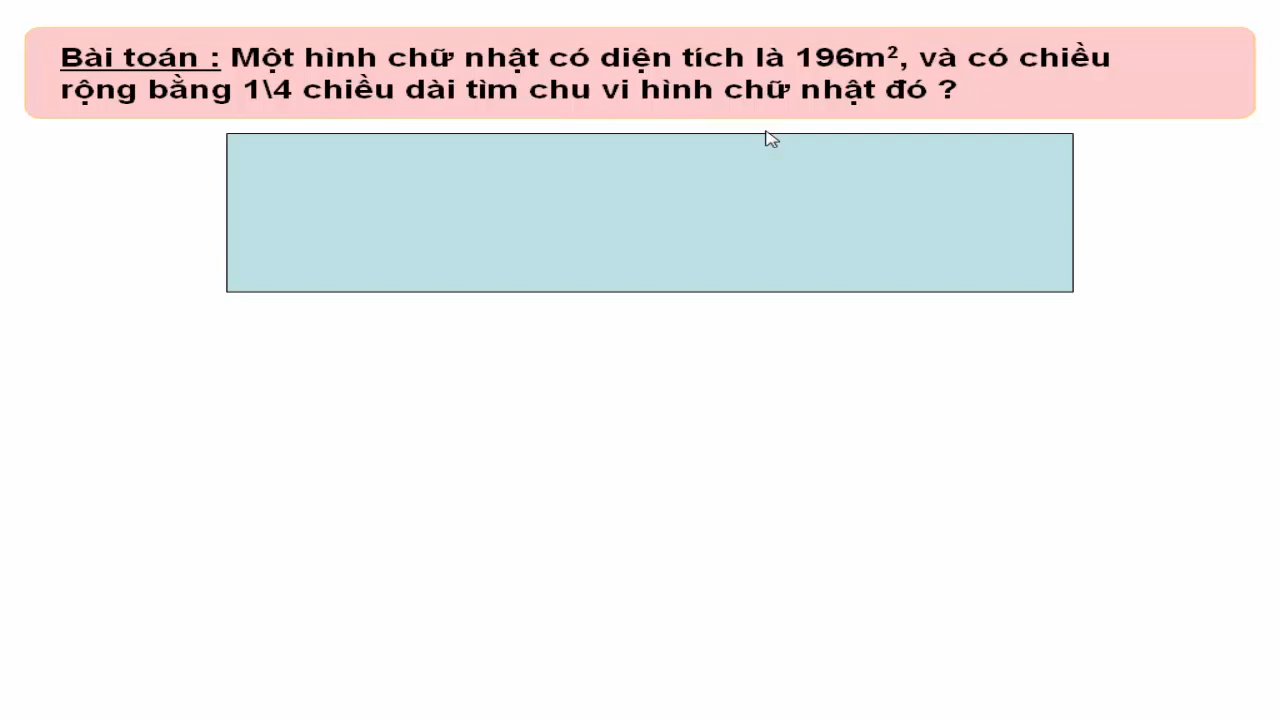 Bài toán : Một hình chữ nhật có diện tích là 196m², và có chiều
rộng bằng 1\4 chiều dài tìm chu vi hình chữ nhật đó ?